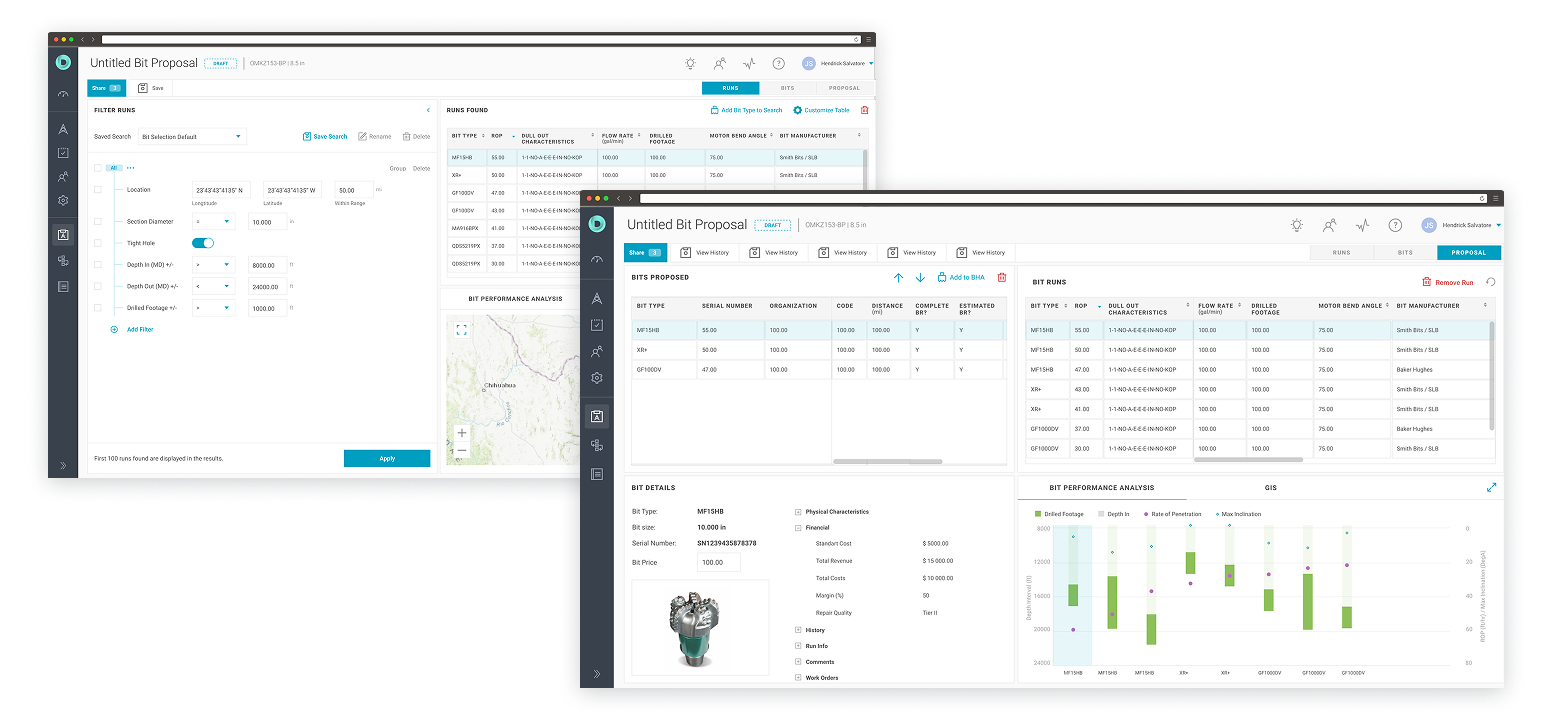 Untitled Bit Proposal DRAFT OMKZ153-BP | 8.5 in
JS Hendrick Salvatore
Share 3 Save
RUNS BITS PROPOSAL
FILTER RUNS
Saved Search Bit Selection Default Save Search Rename Delete
All Group Delete
Location 23'43'43"4135" N 23'43'43"4135" W 50.00 mi
Longtitude Latitude Within Range
Section Diameter = 10.000 in
Tight Hole
Depth In (MD) +/- > 8000.00 ft
Depth Out (MD) +/- < 24000.00 ft
Drilled Footage +/- > 1000.00 ft
Add Filter
First 100 runs found are displayed in the results.
Apply
RUNS FOUND
Add Bit Type to Search Customize Table
BIT TYPE ROP DULL OUT CHARACTERISTICS FLOW RATE (gal/min) DRILLED FOOTAGE MOTOR BEND ANGLE BIT MANUFACTURER
MF15HB 55.00 1-1-NO-A-E-E-E-IN-NO-KOP 100.00 100.00 75.00 Smith Bits / SLB
XR+ 50.00 1-1-NO-A-E-E-E-IN-NO-KOP 100.00 100.00 75.00 Smith Bits / SLB
GF100DV 47.00 1-1-NO-A-E-E-E-IN-NO-KOP
GF100DV 43.00 1-1-NO-A-E-E-E-IN-NO-KOP
MA916BPX 41.00 1-1-NO-A-E-E-E-IN-NO-KOP
QDS5219PX 37.00 1-1-NO-A-E-E-E-IN-NO-KOP
QDS5219PX 30.00 1-1-NO-A-E-E-E-IN-NO-KOP
BIT PERFORMANCE ANALYSIS
Chihuahua
Rio Conchos
Untitled Bit Proposal DRAFT OMKZ153-BP | 8.5 in
JS Hendrick Salvatore
Share 3 View History View History View History View History View History
RUNS BITS PROPOSAL
BITS PROPOSED
Add to BHA
BIT TYPE SERIAL NUMBER ORGANIZATION CODE DISTANCE (mi) COMPLETE BR? ESTIMATED BR?
MF15HB 55.00 100.00 100.00 100.00 Y Y
XR+ 50.00 100.00 100.00 100.00 Y Y
GF100DV 47.00 100.00 100.00 100.00 Y Y
BIT RUNS
Remove Run
BIT TYPE ROP DULL OUT CHARACTERISTICS FLOW RATE (gal/min) DRILLED FOOTAGE MOTOR BEND ANGLE BIT MANUFACTURER
MF15HB 55.00 1-1-NO-A-E-E-E-IN-NO-KOP 100.00 100.00 75.00 Smith Bits / SLB
MF15HB 50.00 1-1-NO-A-E-E-E-IN-NO-KOP 100.00 100.00 75.00 Smith Bits / SLB
MF15HB 47.00 1-1-NO-A-E-E-E-IN-NO-KOP 100.00 100.00 75.00 Baker Hughes
XR+ 43.00 1-1-NO-A-E-E-E-IN-NO-KOP 100.00 100.00 75.00 Smith Bits / SLB
XR+ 41.00 1-1-NO-A-E-E-E-IN-NO-KOP 100.00 100.00 75.00 Smith Bits / SLB
GF1000DV 37.00 1-1-NO-A-E-E-E-IN-NO-KOP 100.00 100.00 75.00 Baker Hughes
GF1000DV 30.00 1-1-NO-A-E-E-E-IN-NO-KOP 100.00 100.00 75.00 Smith Bits / SLB
BIT DETAILS
Bit Type: MF15HB
Bit size: 10.000 in
Serial Number: SN1239435878378
Bit Price 100.00
Physical Characteristics
Financial
Standart Cost $ 5000.00
Total Revenue $ 15 000.00
Total Costs $ 10 000.00
Margin (%) 50
Repair Quality Tier II
History
Run Info
Comments
Work Orders
BIT PERFORMANCE ANALYSIS GIS
Drilled Footage Depth In Rate of Penetration Max Inclination
Depth Interval (ft)
8000
12000
16000
20000
24000
0
20
40
60
80
ROP (ft/hr) / Max Inclination (DegA)
MF15HB MF15HG MF15HG XR+ XR+ GF1000DV GF1000DV GF1000DV